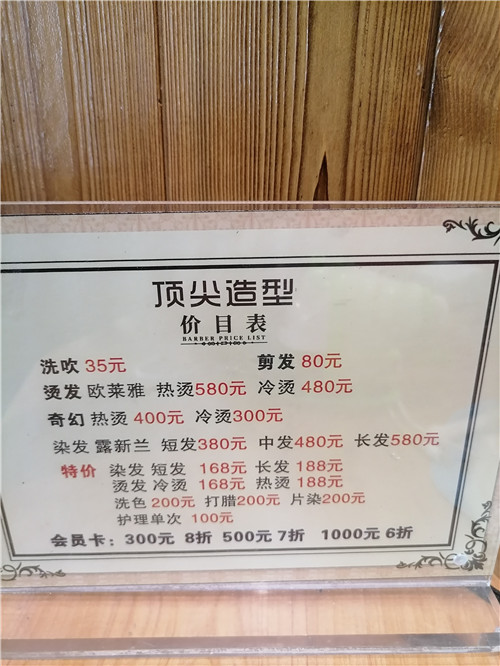 顶尖造型
价目表
BARBER PRICE LIST
洗吹 35元 剪发 80元
烫发 欧莱雅 热烫580元 冷烫 480元
奇幻 热烫 400元 冷烫300元
染发 露新兰 短发380元 中发480元 长发580元
特价 染发 短发 168元 长发 188元
烫发 冷烫 168元 热烫 188元
洗色 200元 打腊200元 片染200元
护理单次 100元
会员卡：300元 8折 500元 7折 1000元 6折